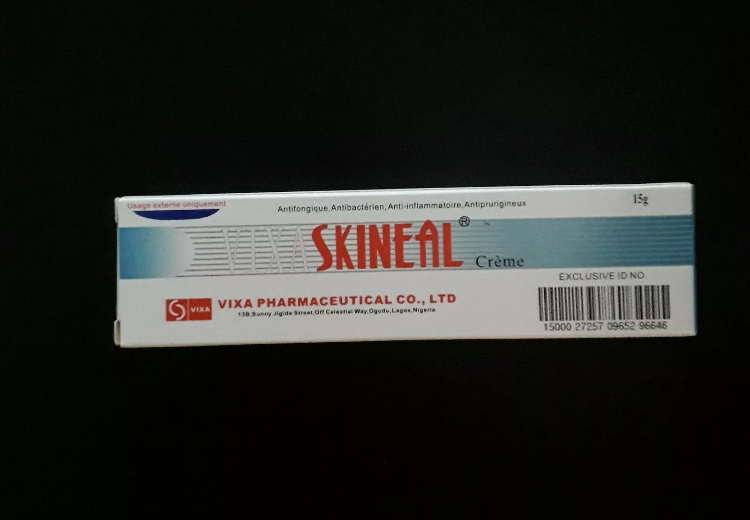 Usage externe uniquement
Antifongique,Antibactérien,Anti-inflammatoire,Antiprurigineux
15g
VIXA
SKINEAL®
Crème
EXCLUSIVE ID NO.
VIXA
VIXA PHARMACEUTICAL CO., LTD
13B,Sunny Jigide Street,Off Celestial Way,Ogudu,Lagos,Nigeria
15000 27257 09652 96646